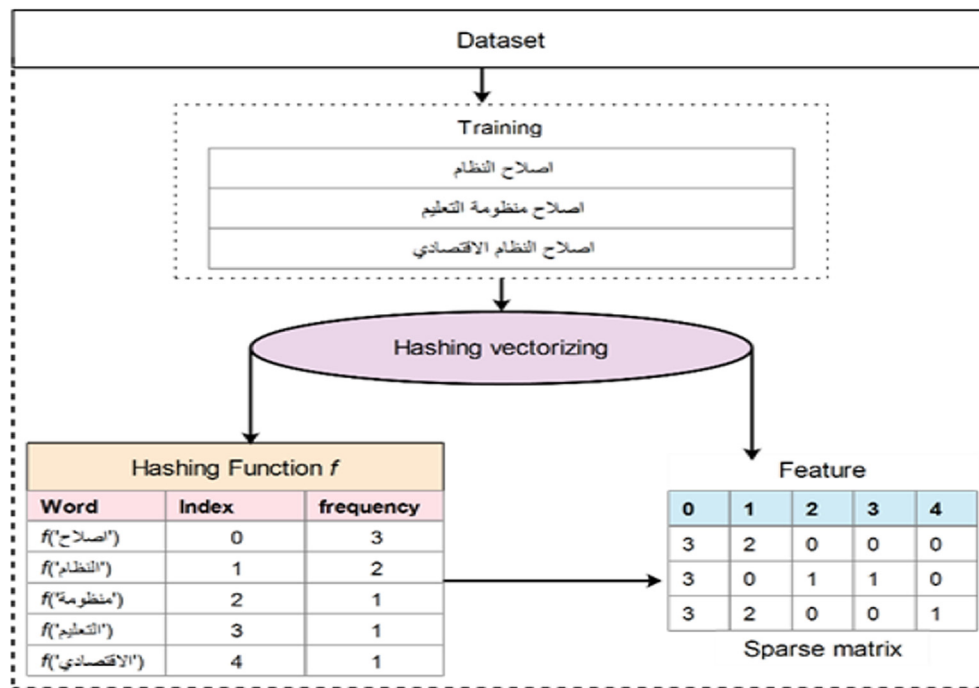 Dataset
Training
اصلاح النظام
اصلاح منظومة التعليم
اصلاح النظام الاقتصادي
Hashing vectorizing
Hashing Function f
Word Index frequency
f('اصلاح') 0 3
f('النظام') 1 2
f('منظومة') 2 1
f('التعليم') 3 1
f('الاقتصادي') 4 1
Feature
0 1 2 3 4
3 2 0 0 0
3 0 1 1 0
3 2 0 0 1
Sparse matrix